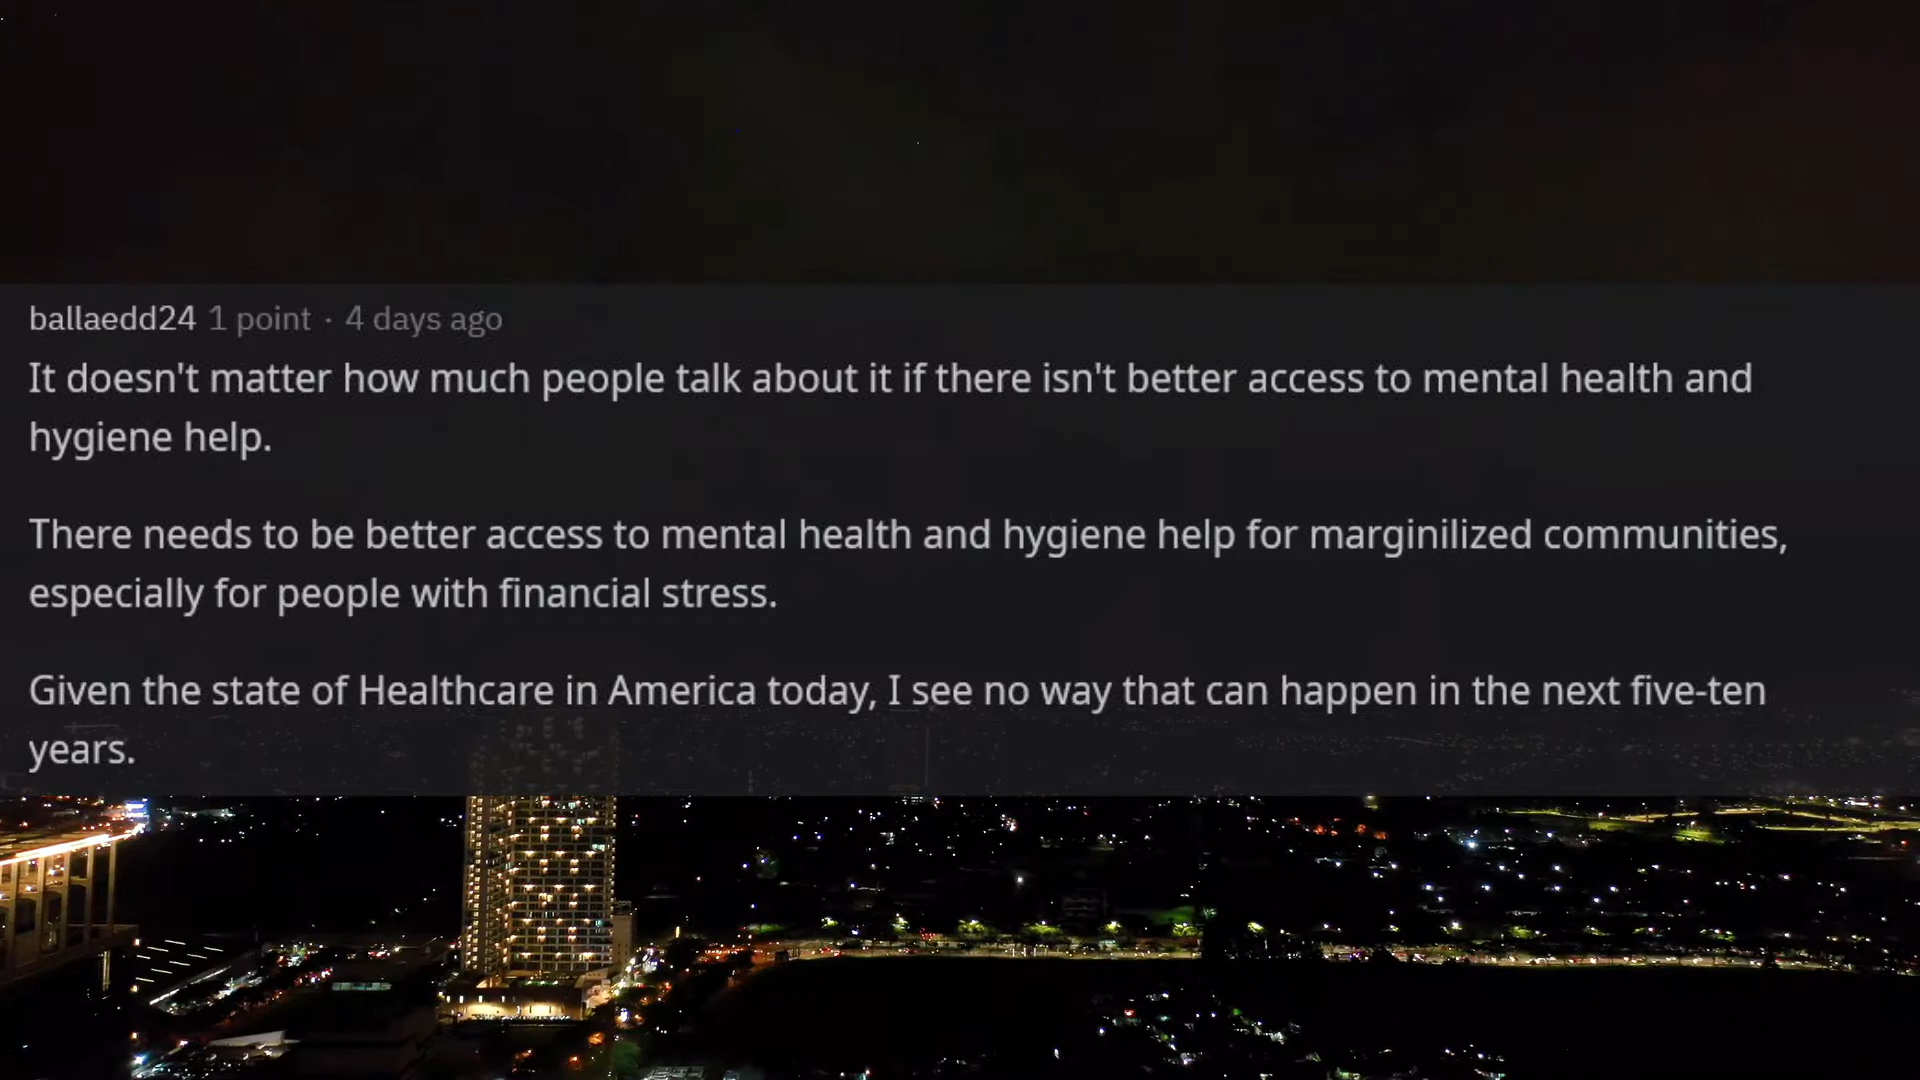 ballaedd24 1 point · 4 days ago
It doesn't matter how much people talk about it if there isn't better access to mental health and
hygiene help.
There needs to be better access to mental health and hygiene help for marginilized communities,
especially for people with financial stress.
Given the state of Healthcare in America today, I see no way that can happen in the next five-ten
years.